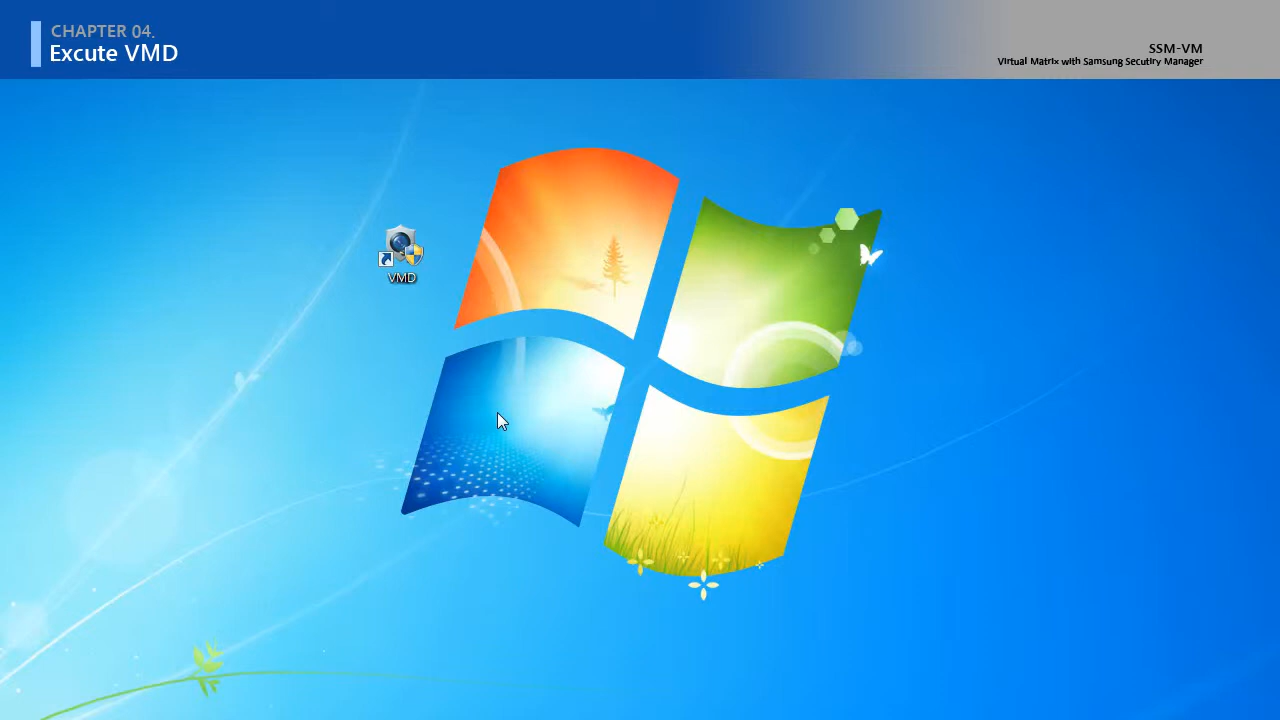 CHAPTER 04.
Excute VMD
SSM-VM
Virtual Matrix with Samsung Secutiry Manager
VMD